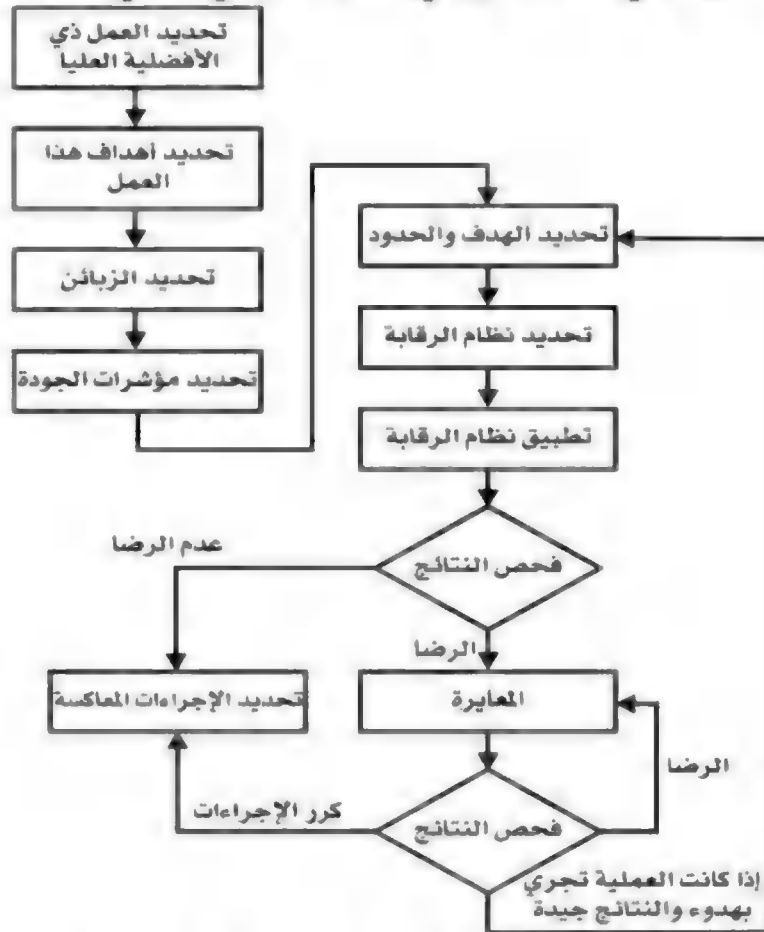 تحديد العمل ذي
الأفضلية العليا
تحديد أهداف هذا
العمل
تحديد الزبائن
تحديد مؤشرات الجودة
تحديد الهدف والحدود
تحديد نظام الرقابة
تطبيق نظام الرقابة
فحص النتائج
عدم الرضا
الرضا
تحديد الإجراءات المعاكسة
المعايرة
الرضا
فحص النتائج
كرر الإجراءات
إذا كانت العملية تجري
بهدوء والنتائج جيدة